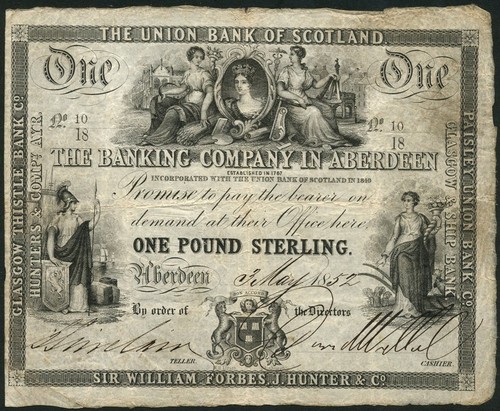 THE UNION BANK OF SCOTLAND.
One
One
No. 10/18
No. 10/18
THE BANKING COMPANY IN ABERDEEN
ESTABLISHED IN 1767
INCORPORATED WITH THE UNION BANK OF SCOTLAND IN 1849
Promise to pay the bearer on
demand at their Office here
ONE POUND STERLING.
Aberdeen 3 May 1852
By order of the Directors
TELLER. CASHIER.
SIR WILLIAM FORBES, J. HUNTER & Co.
GLASGOW THISTLE BANK Co.
HUNTERS & COMPY AYR.
PAISLEY UNION BANK Co.
GLASGOW & SHIP BANK